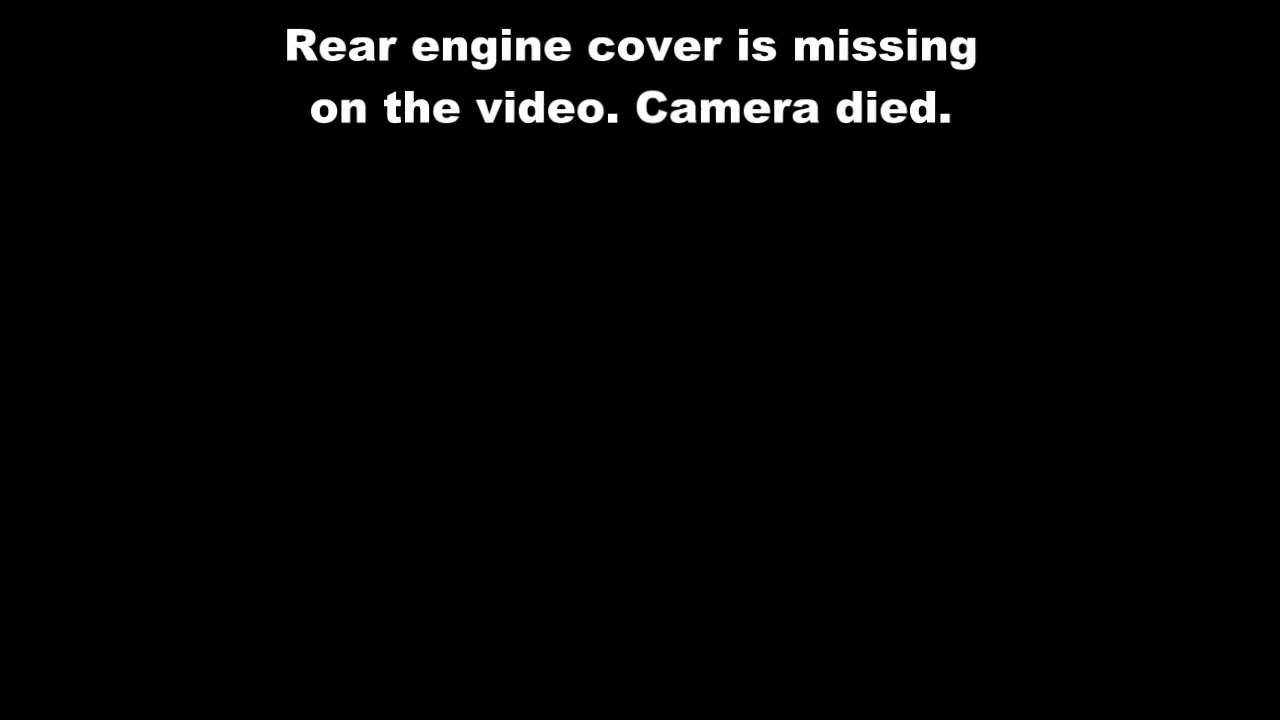 Rear engine cover is missing
on the video. Camera died.